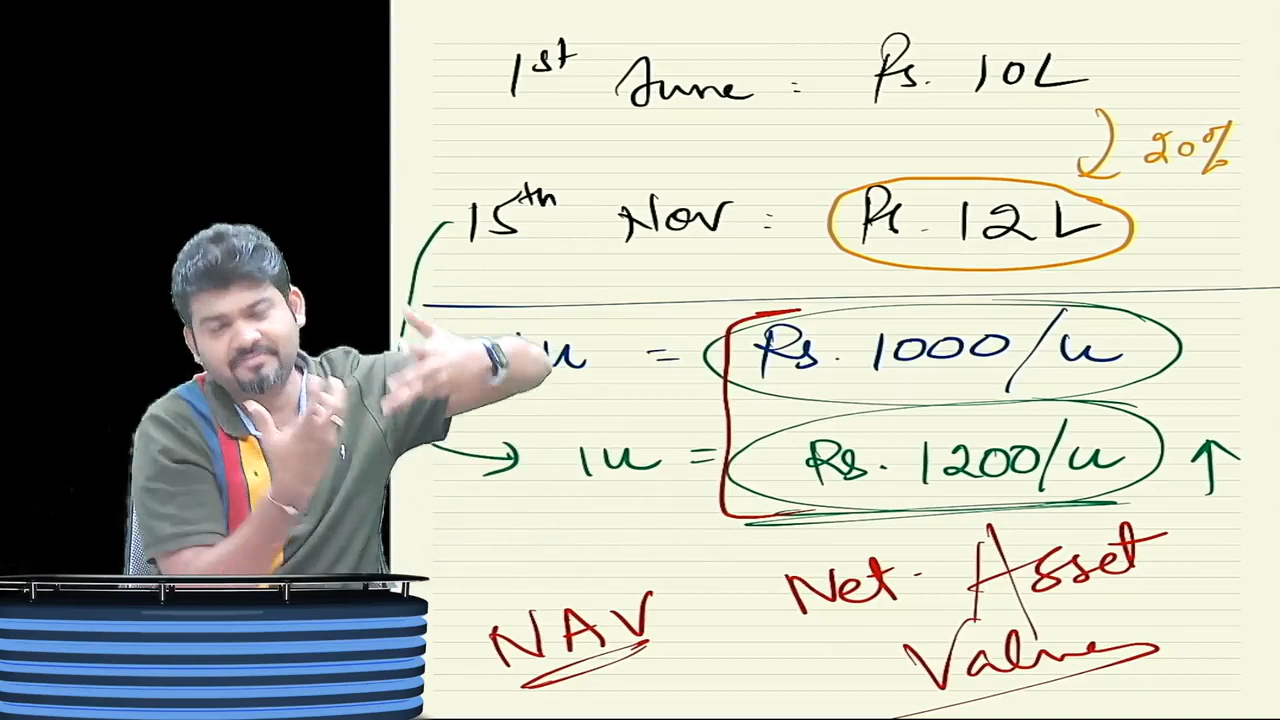 1st June : Rs. 10L
20%
15th Nov : Rs. 12L
u = Rs. 1000/u
→ 1u = Rs. 1200/u ↑
NAV
Net Asset
Value